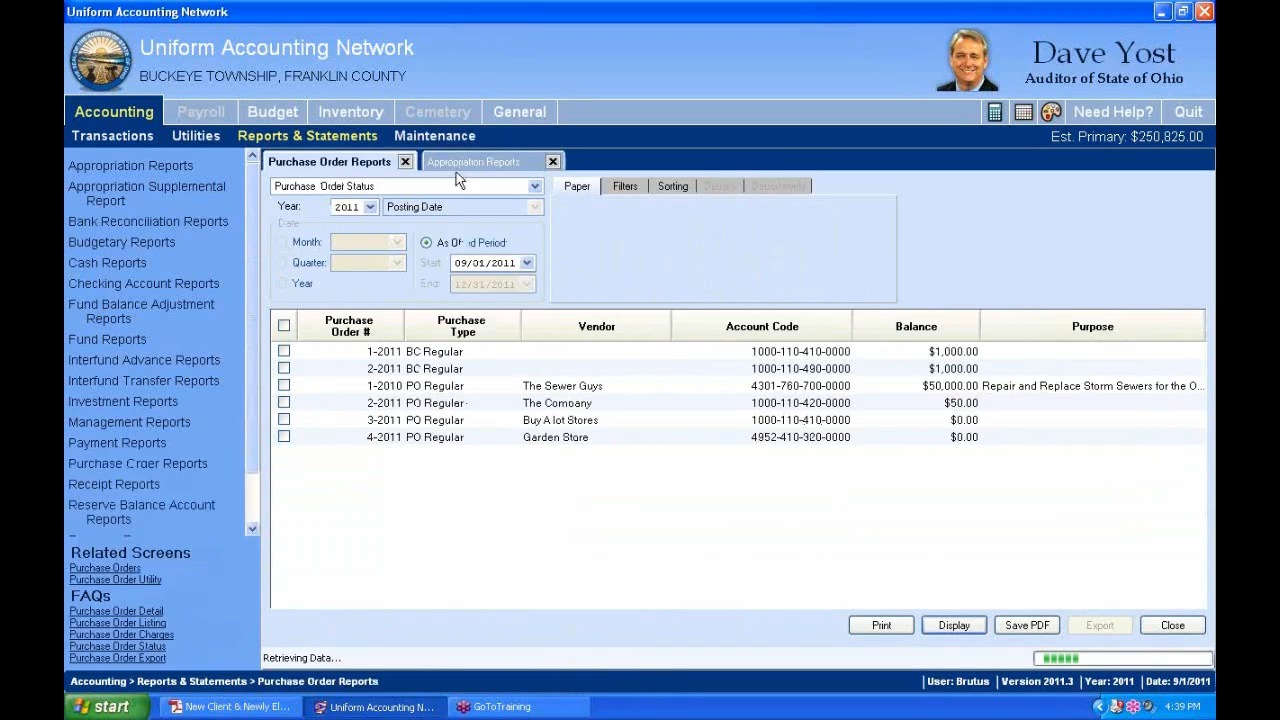 Uniform Accounting Network
Uniform Accounting Network
BUCKEYE TOWNSHIP, FRANKLIN COUNTY
Dave Yost
Auditor of State of Ohio
Accounting Payroll Budget Inventory Cemetery General Need Help? Quit
Transactions Utilities Reports & Statements Maintenance Est. Primary: $250,825.00
Appropriation Reports
Appropriation Supplemental
Report
Bank Reconciliation Reports
Budgetary Reports
Cash Reports
Checking Account Reports
Fund Balance Adjustment
Reports
Fund Reports
Interfund Advance Reports
Interfund Transfer Reports
Investment Reports
Management Reports
Payment Reports
Purchase Order Reports
Receipt Reports
Reserve Balance Account
Reports
Related Screens
Purchase Orders
Purchase Order Utility
FAQs
Purchase Order Detail
Purchase Order Listing
Purchase Order Charges
Purchase Order Status
Purchase Order Export
Purchase Order Reports Appropriation Reports
Purchase Order Status
Year: 2011 Posting Date
Date
Month: As Of
Period
Quarter: Start: 09/01/2011
Year End: 12/31/2011
Paper Filters Sorting Details Departments
Purchase Order # Purchase Type Vendor Account Code Balance Purpose
1-2011 BC Regular 1000-110-410-0000 $1,000.00
2-2011 BC Regular 1000-110-490-0000 $1,000.00
1-2010 PO Regular The Sewer Guys 4301-760-700-0000 $50,000.00 Repair and Replace Storm Sewers for the O...
2-2011 PO Regular The Company 1000-110-420-0000 $50.00
3-2011 PO Regular Buy A lot Stores 1000-110-410-0000 $0.00
4-2011 PO Regular Garden Store 4952-410-320-0000 $0.00
Print Display Save PDF Export Close
Retrieving Data...
Accounting > Reports & Statements > Purchase Order Reports User: Brutus Version 2011.3 Year: 2011 Date: 9/1/2011
start New Client & Newly El... Uniform Accounting N... GoToTraining 4:39 PM